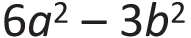 6a² − 3b²